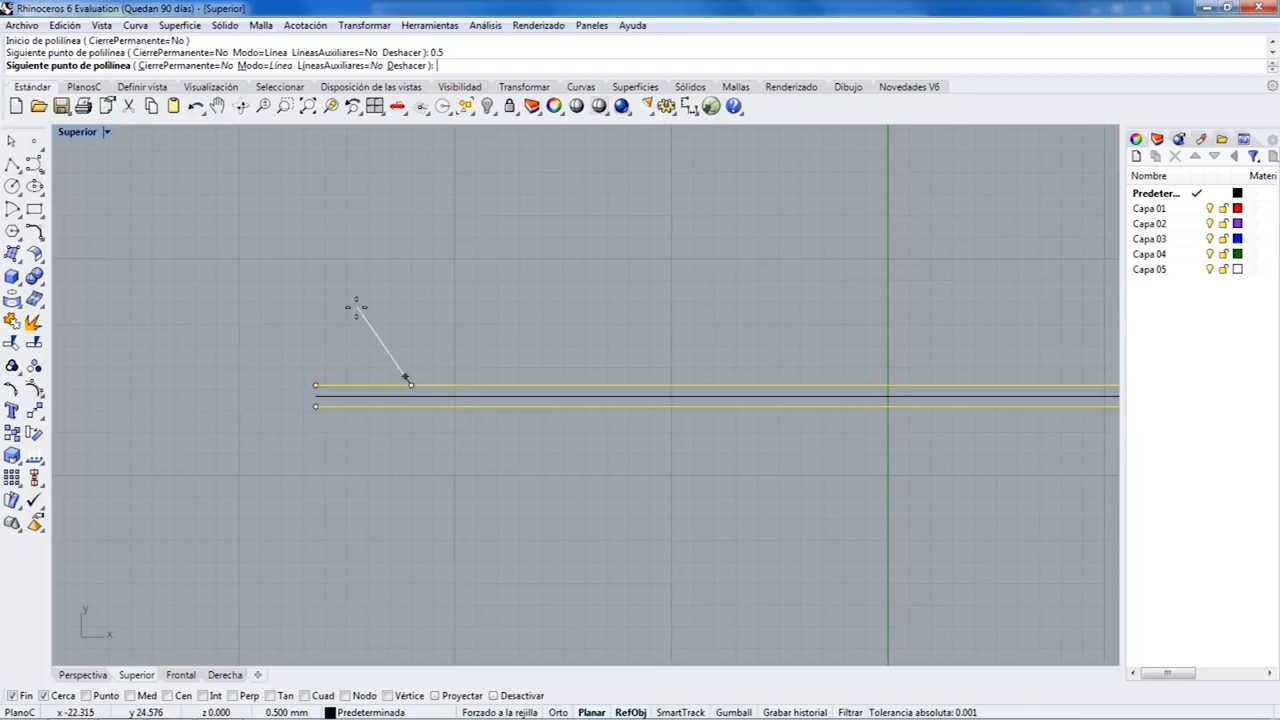 Rhinoceros 6 Evaluation (Quedan 90 días) - [Superior]
Archivo Edición Vista Curva Superficie Sólido Malla Acotación Transformar Herramientas Análisis Renderizado Paneles Ayuda
Inicio de polilínea ( CierrePermanente=No )
Siguiente punto de polilínea ( CierrePermanente=No Modo=Línea LíneasAuxiliares=No Deshacer ): 0.5
Siguiente punto de polilínea ( CierrePermanente=No Modo=Línea LíneasAuxiliares=No Deshacer ):
Estándar PlanosC Definir vista Visualización Seleccionar Disposición de las vistas Visibilidad Transformar Curvas Superficies Sólidos Mallas Renderizado Dibujo Novedades V6
Superior
Nombre Materi
Predeter...
Capa 01
Capa 02
Capa 03
Capa 04
Capa 05
y
x
Perspectiva Superior Frontal Derecha
Fin Cerca Punto Med Cen Int Perp Tan Cuad Nodo Vértice Proyectar Desactivar
PlanoC x -22.315 y 24.576 z 0.000 0.500 mm Predeterminada Forzado a la rejilla Orto Planar RefObj SmartTrack Gumball Grabar historial Filtrar Tolerancia absoluta: 0.001